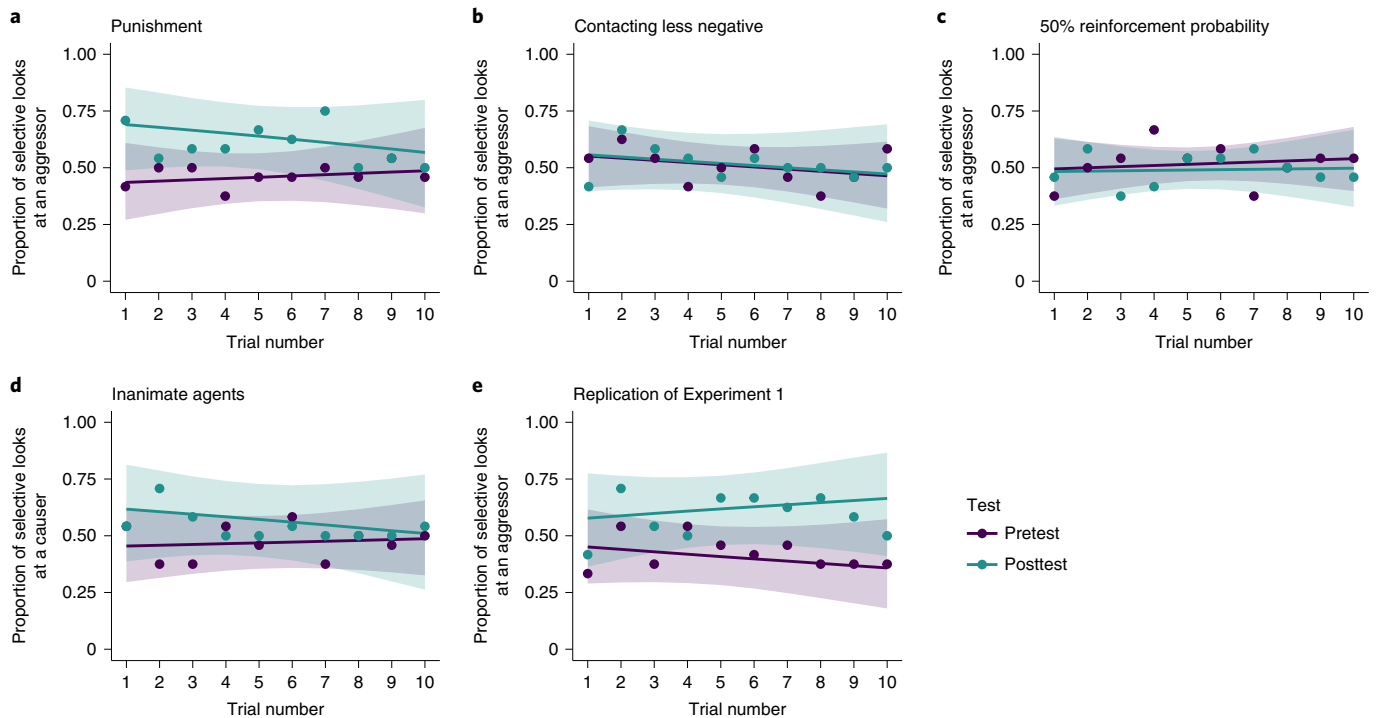 a
Punishment
Proportion of selective looks
at an aggressor
1.00
0.75
0.50
0.25
0
1 2 3 4 5 6 7 8 9 10
Trial number
b
Contacting less negative
Proportion of selective looks
at an aggressor
1.00
0.75
0.50
0.25
0
1 2 3 4 5 6 7 8 9 10
Trial number
c
50% reinforcement probability
Proportion of selective looks
at an aggressor
1.00
0.75
0.50
0.25
0
1 2 3 4 5 6 7 8 9 10
Trial number
d
Inanimate agents
Proportion of selective looks
at a causer
1.00
0.75
0.50
0.25
0
1 2 3 4 5 6 7 8 9 10
Trial number
e
Replication of Experiment 1
Proportion of selective looks
at an aggressor
1.00
0.75
0.50
0.25
0
1 2 3 4 5 6 7 8 9 10
Trial number
Test
Pretest
Posttest